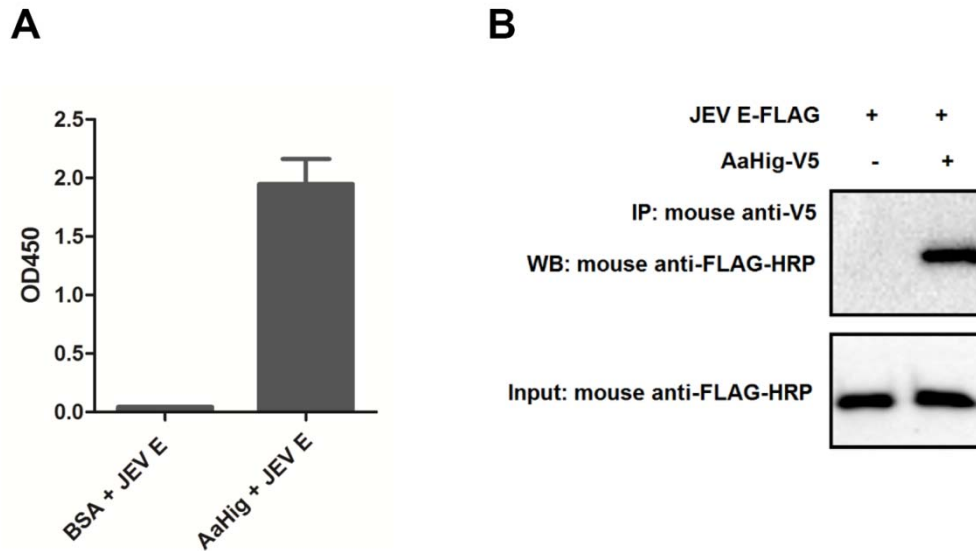 A
2.5
2.0
1.5
1.0
0.5
0.0
OD450
BSA + JEV E
AaHig + JEV E
B
JEV E-FLAG + +
AaHig-V5 - +
IP: mouse anti-V5
WB: mouse anti-FLAG-HRP
Input: mouse anti-FLAG-HRP